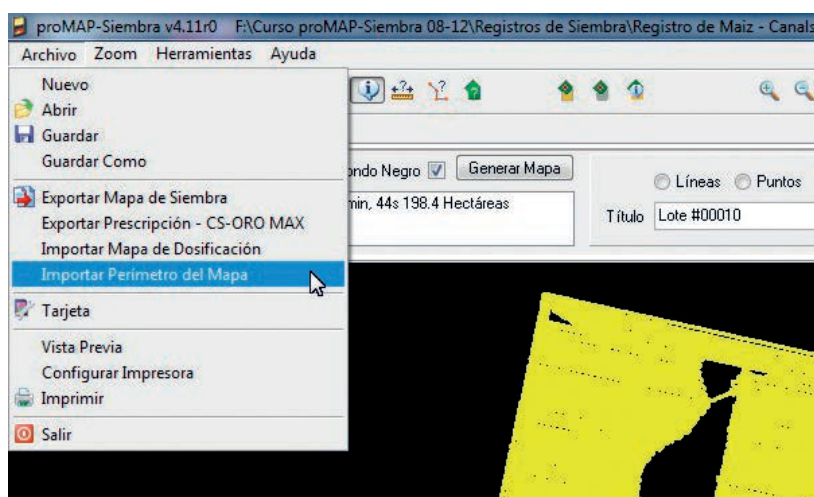 proMAP-Siembra v4.11r0 F:\Curso proMAP-Siembra 08-12\Registros de Siembra\Registro de Maiz - Canals
Archivo Zoom Herramientas Ayuda
Nuevo
Abrir
Guardar
Guardar Como
ondo Negro Generar Mapa
Líneas Puntos
Exportar Mapa de Siembra
min, 44s 198.4 Hectáreas
Título Lote #00010
Exportar Prescripción - CS-ORO MAX
Importar Mapa de Dosificación
Importar Perímetro del Mapa
Tarjeta
Vista Previa
Configurar Impresora
Imprimir
Salir